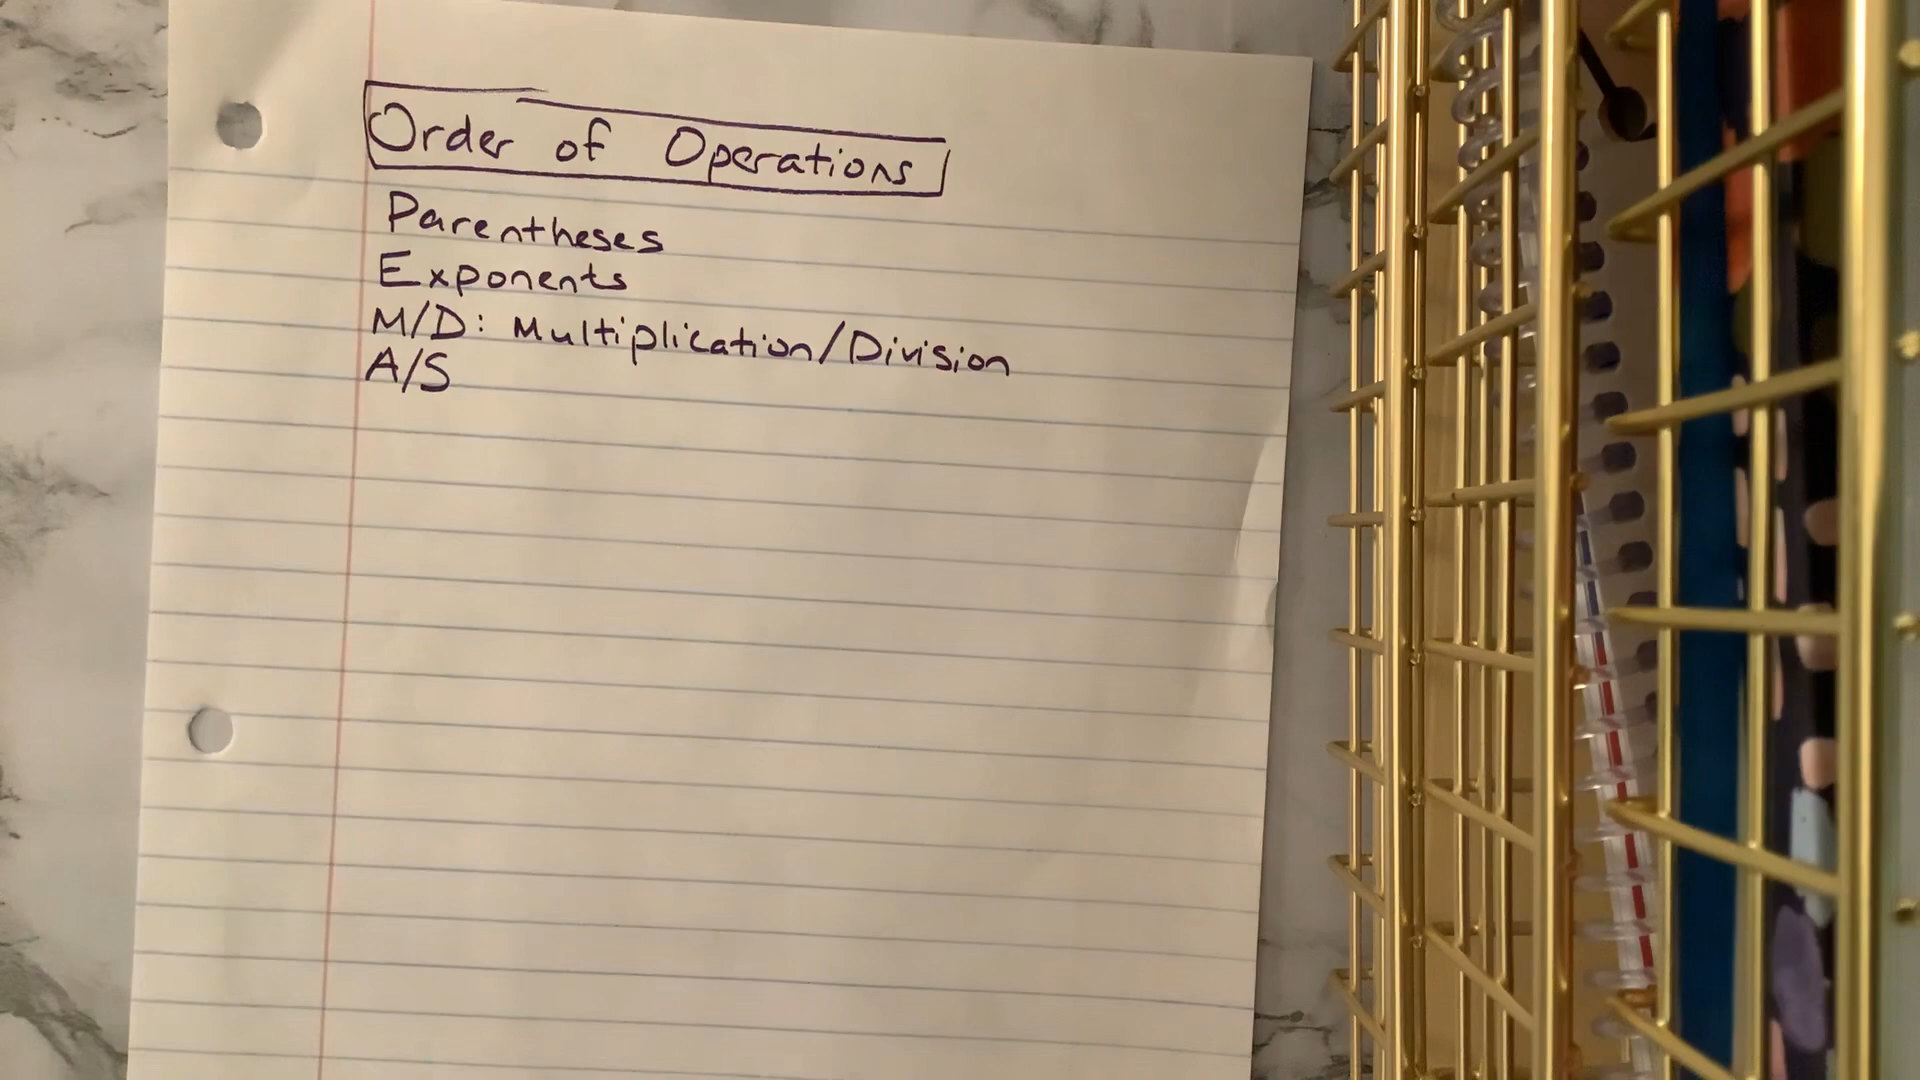 Order of Operations
Parentheses
Exponents
M/D: Multiplication/Division
A/S